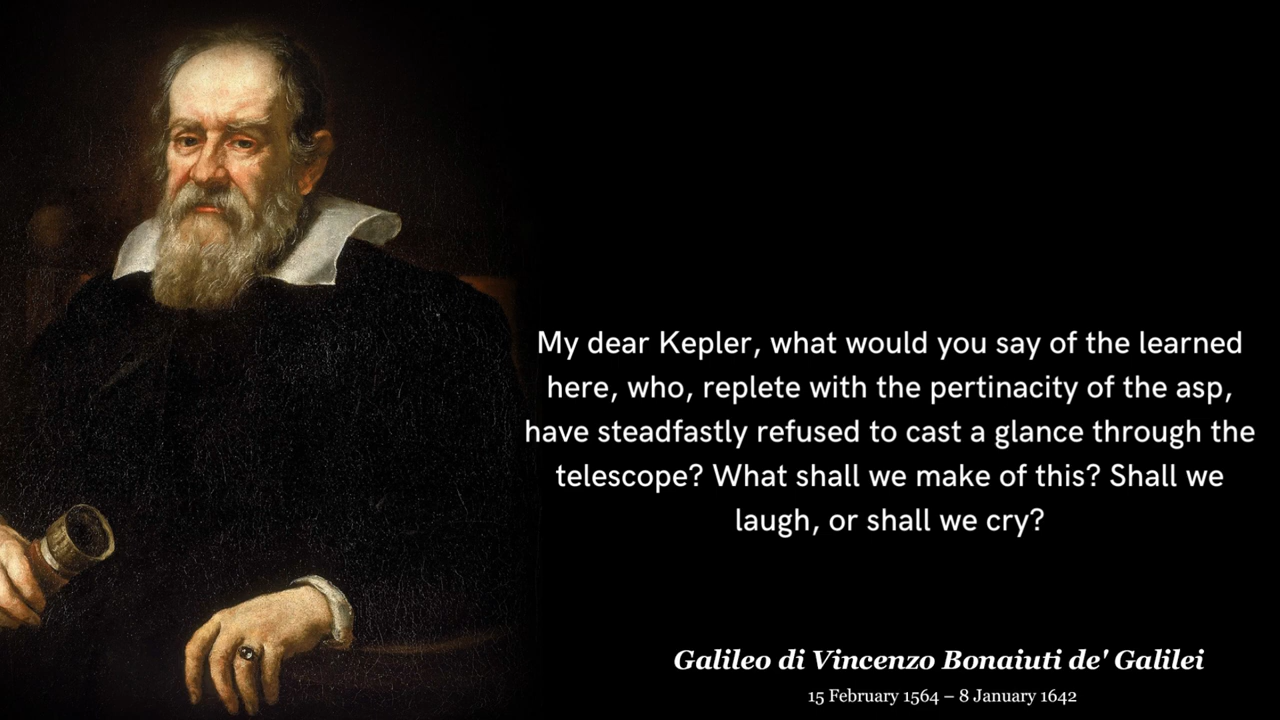 My dear Kepler, what would you say of the learned
here, who, replete with the pertinacity of the asp,
have steadfastly refused to cast a glance through the
telescope? What shall we make of this? Shall we
laugh, or shall we cry?
Galileo di Vincenzo Bonaiuti de' Galilei
15 February 1564 – 8 January 1642